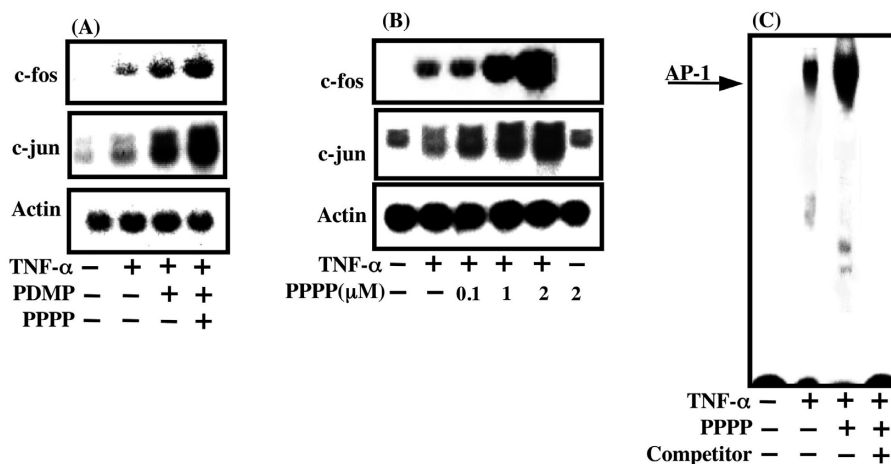 (A)
c-fos
c-jun
Actin
TNF-α – + + +
PDMP – – + +
PPPP – – – +
(B)
c-fos
c-jun
Actin
TNF-α – + + + + –
PPPP(μM) – – 0.1 1 2 2
(C)
AP-1
TNF-α – + + +
PPPP – – + +
Competitor – – – +